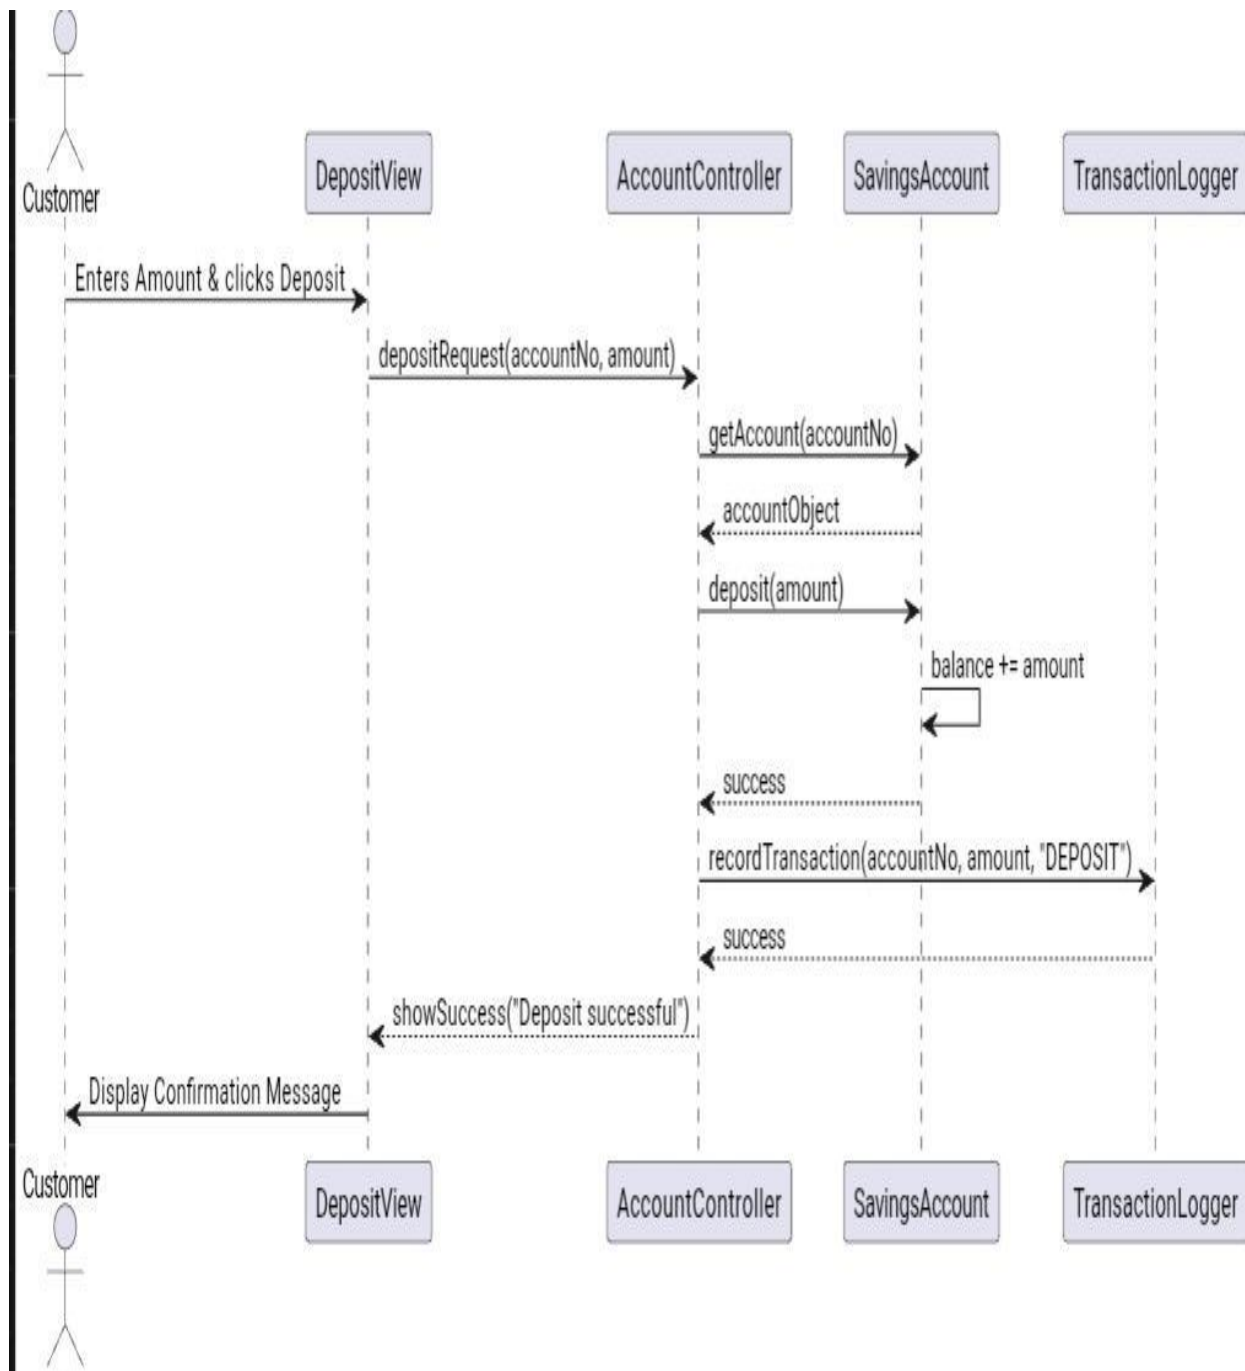 Customer
DepositView
AccountController
SavingsAccount
TransactionLogger
Enters Amount & clicks Deposit
depositRequest(accountNo, amount)
getAccount(accountNo)
accountObject
deposit(amount)
balance += amount
success
recordTransaction(accountNo, amount, "DEPOSIT")
success
showSuccess("Deposit successful")
Display Confirmation Message
Customer
DepositView
AccountController
SavingsAccount
TransactionLogger